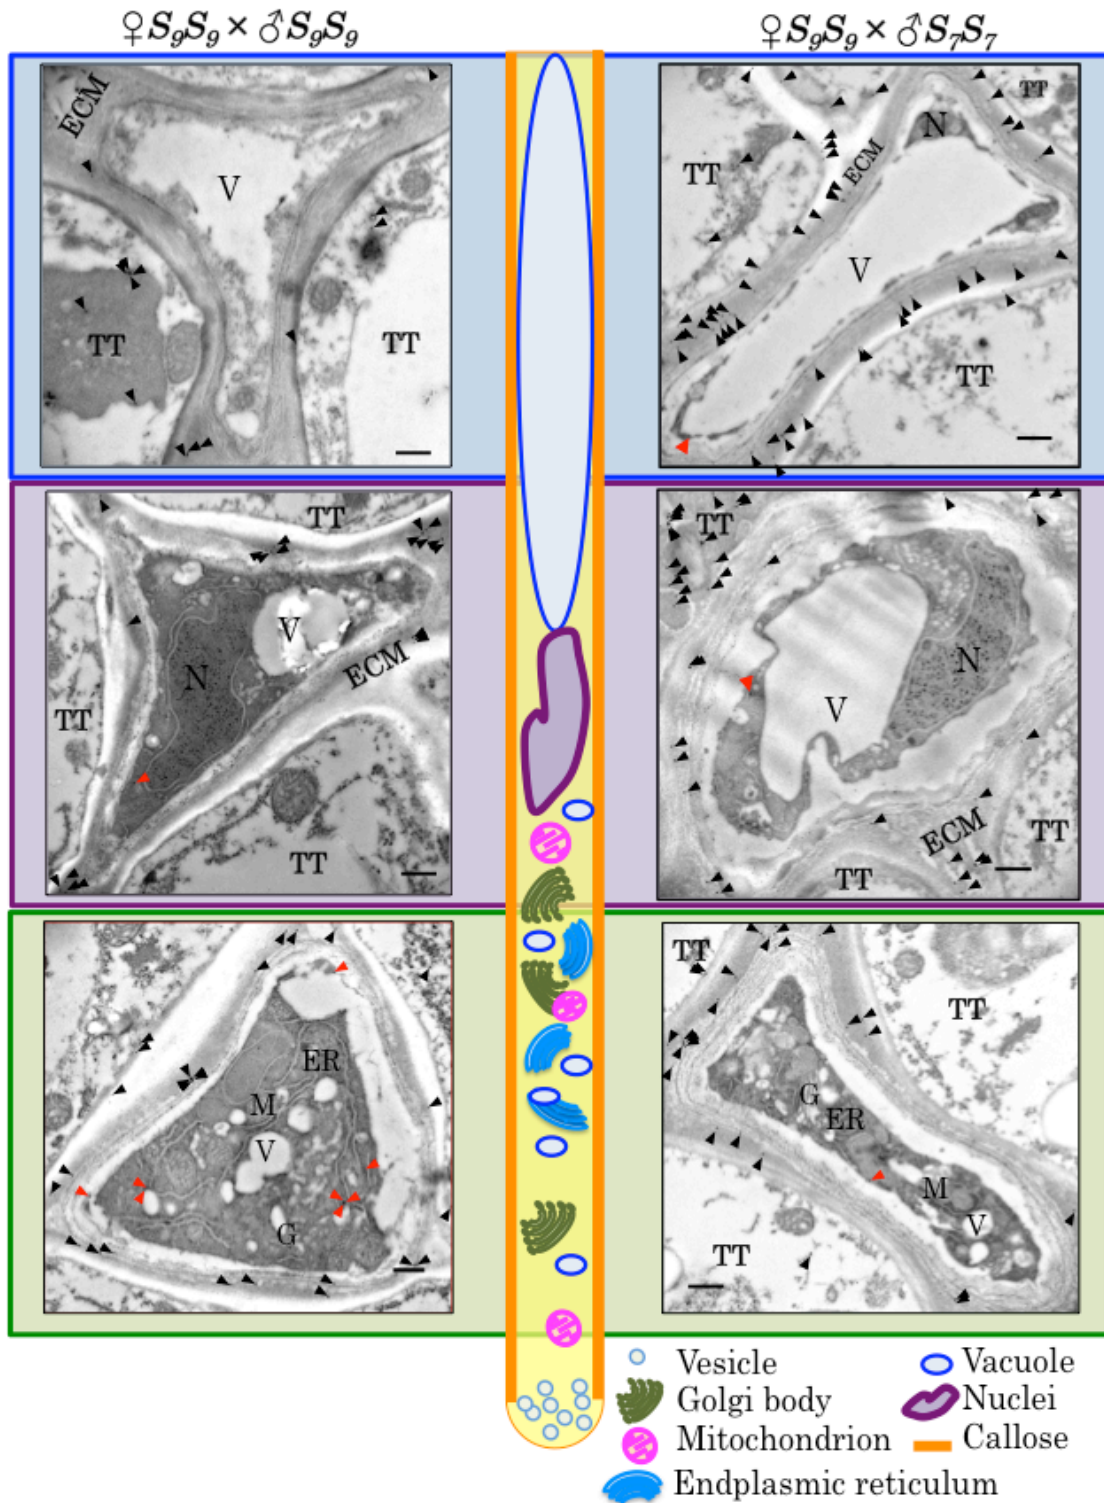 ♀S₉S₉ × ♂S₉S₉
♀S₉S₉ × ♂S₇S₇
ECM
V
TT
TT
TT
N
TT
ECM
V
TT
TT
V
N
ECM
TT
TT
TT
N
V
ECM
TT
TT
ER
M
V
G
TT
TT
G
ER
M
V
TT
Vesicle
Vacuole
Golgi body
Nuclei
Mitochondrion
Callose
Endplasmic reticulum